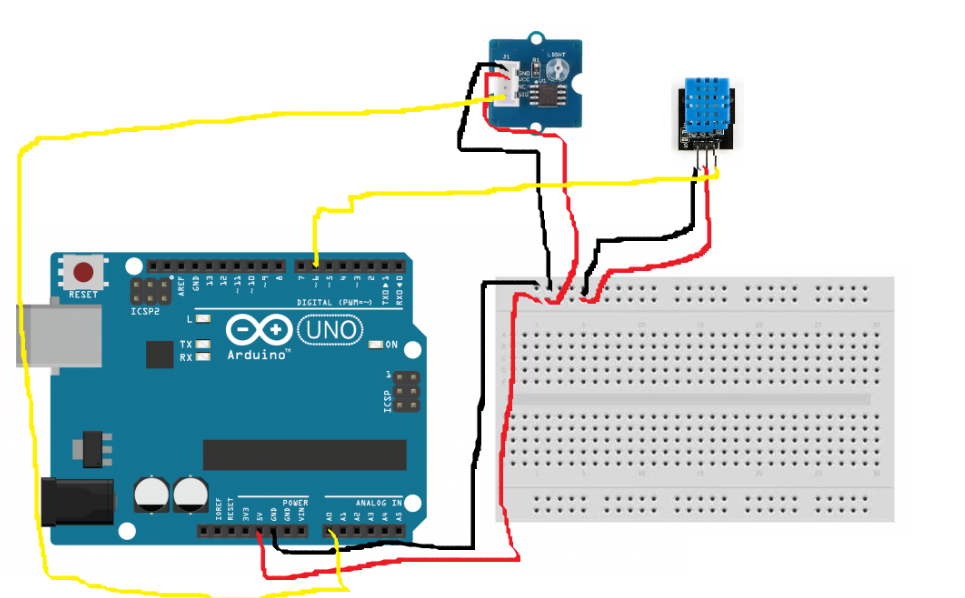 J1
LIGHT
R1
GND
VCC
NC
SIG
U1
RESET
ICSP2
AREF
GND
13
12
~11
~10
~9
8
7
~6
~5
4
~3
2
TX0▶1
RX0◀0
DIGITAL (PWM=~)
L
TX
RX
UNO
Arduino™
ON
1
ICSP
IOREF
RESET
3V3
5V
GND
GND
VIN
POWER
ANALOG IN
A0
A1
A2
A3
A4
A5